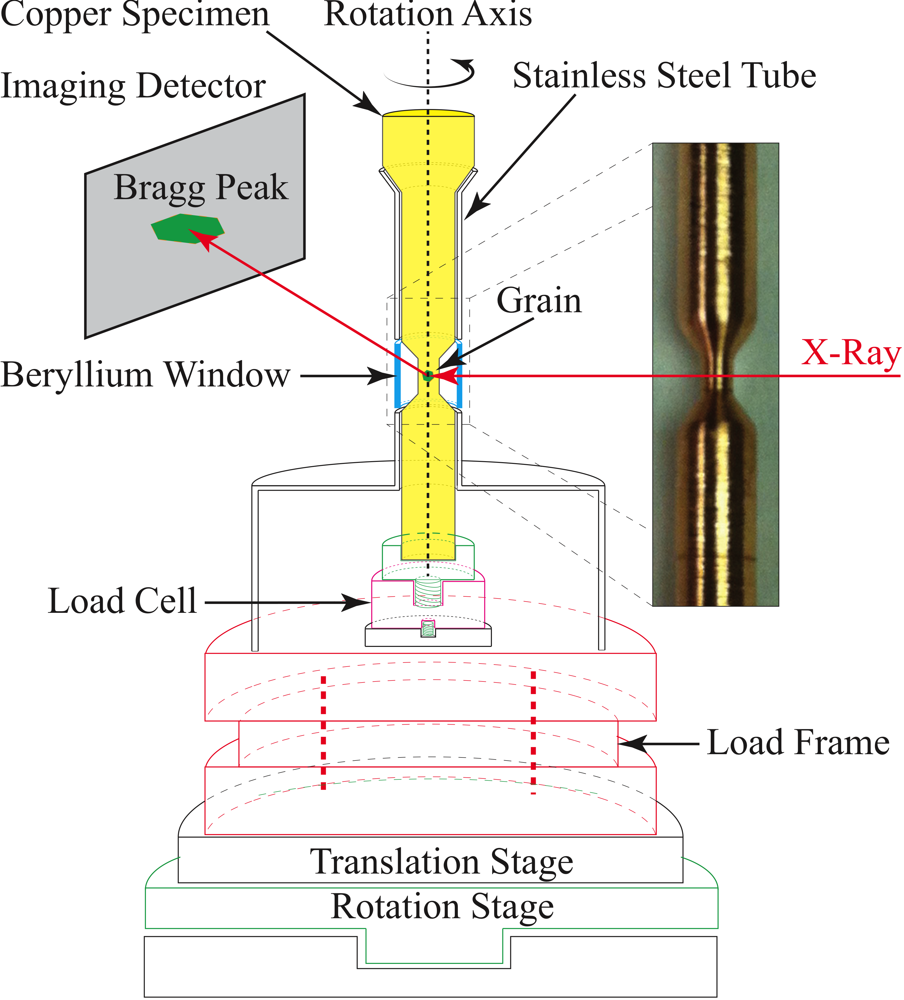 Copper Specimen
Rotation Axis
Stainless Steel Tube
Imaging Detector
Bragg Peak
Grain
X-Ray
Beryllium Window
Load Cell
Load Frame
Translation Stage
Rotation Stage